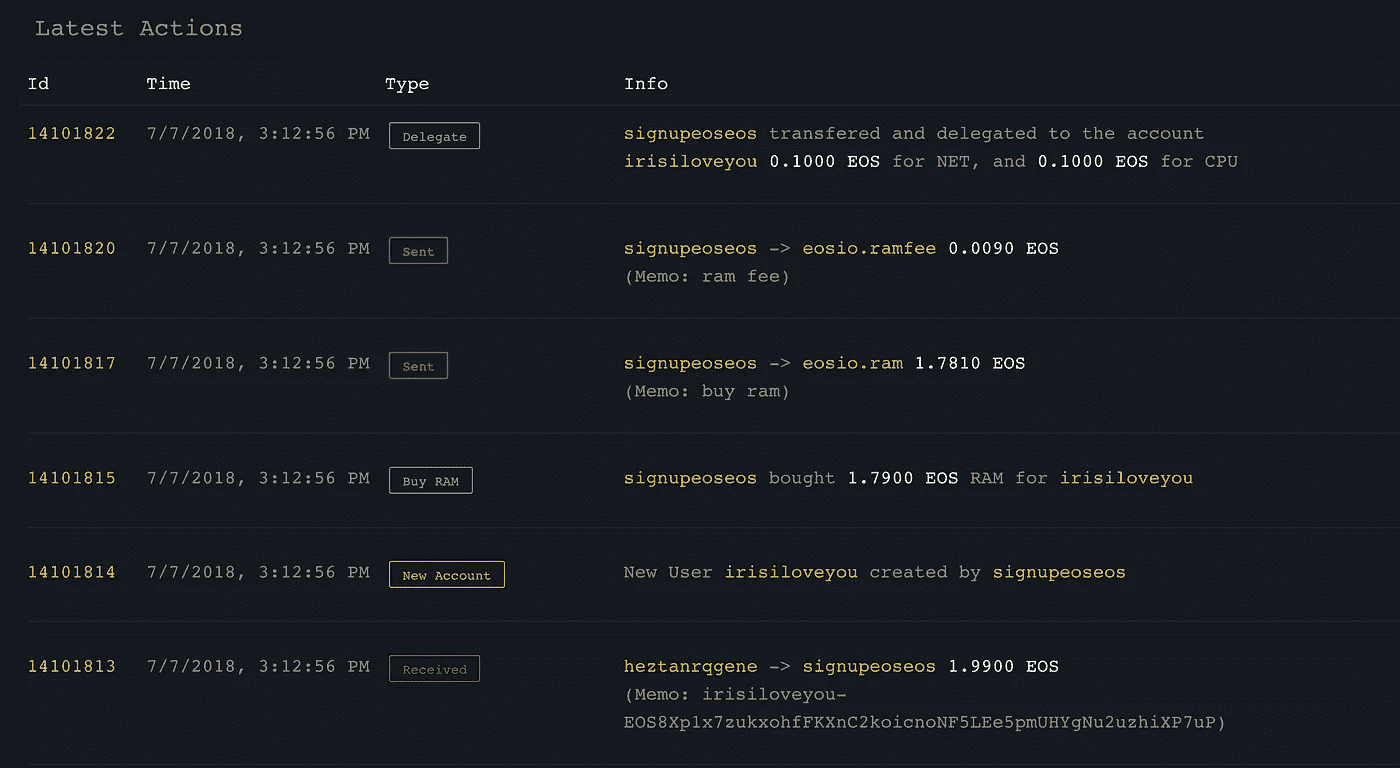 Latest Actions
Id Time Type Info
14101822 7/7/2018, 3:12:56 PM Delegate signupeoseos transfered and delegated to the account
irisiloveyou 0.1000 EOS for NET, and 0.1000 EOS for CPU
14101820 7/7/2018, 3:12:56 PM Sent signupeoseos -> eosio.ramfee 0.0090 EOS
(Memo: ram fee)
14101817 7/7/2018, 3:12:56 PM Sent signupeoseos -> eosio.ram 1.7810 EOS
(Memo: buy ram)
14101815 7/7/2018, 3:12:56 PM Buy RAM signupeoseos bought 1.7900 EOS RAM for irisiloveyou
14101814 7/7/2018, 3:12:56 PM New Account New User irisiloveyou created by signupeoseos
14101813 7/7/2018, 3:12:56 PM Received heztanrqgene -> signupeoseos 1.9900 EOS
(Memo: irisiloveyou-
EOS8Xp1x7zukxohfFKXnC2koicnoNF5LEe5pmUHYgNu2uzhiXP7uP)